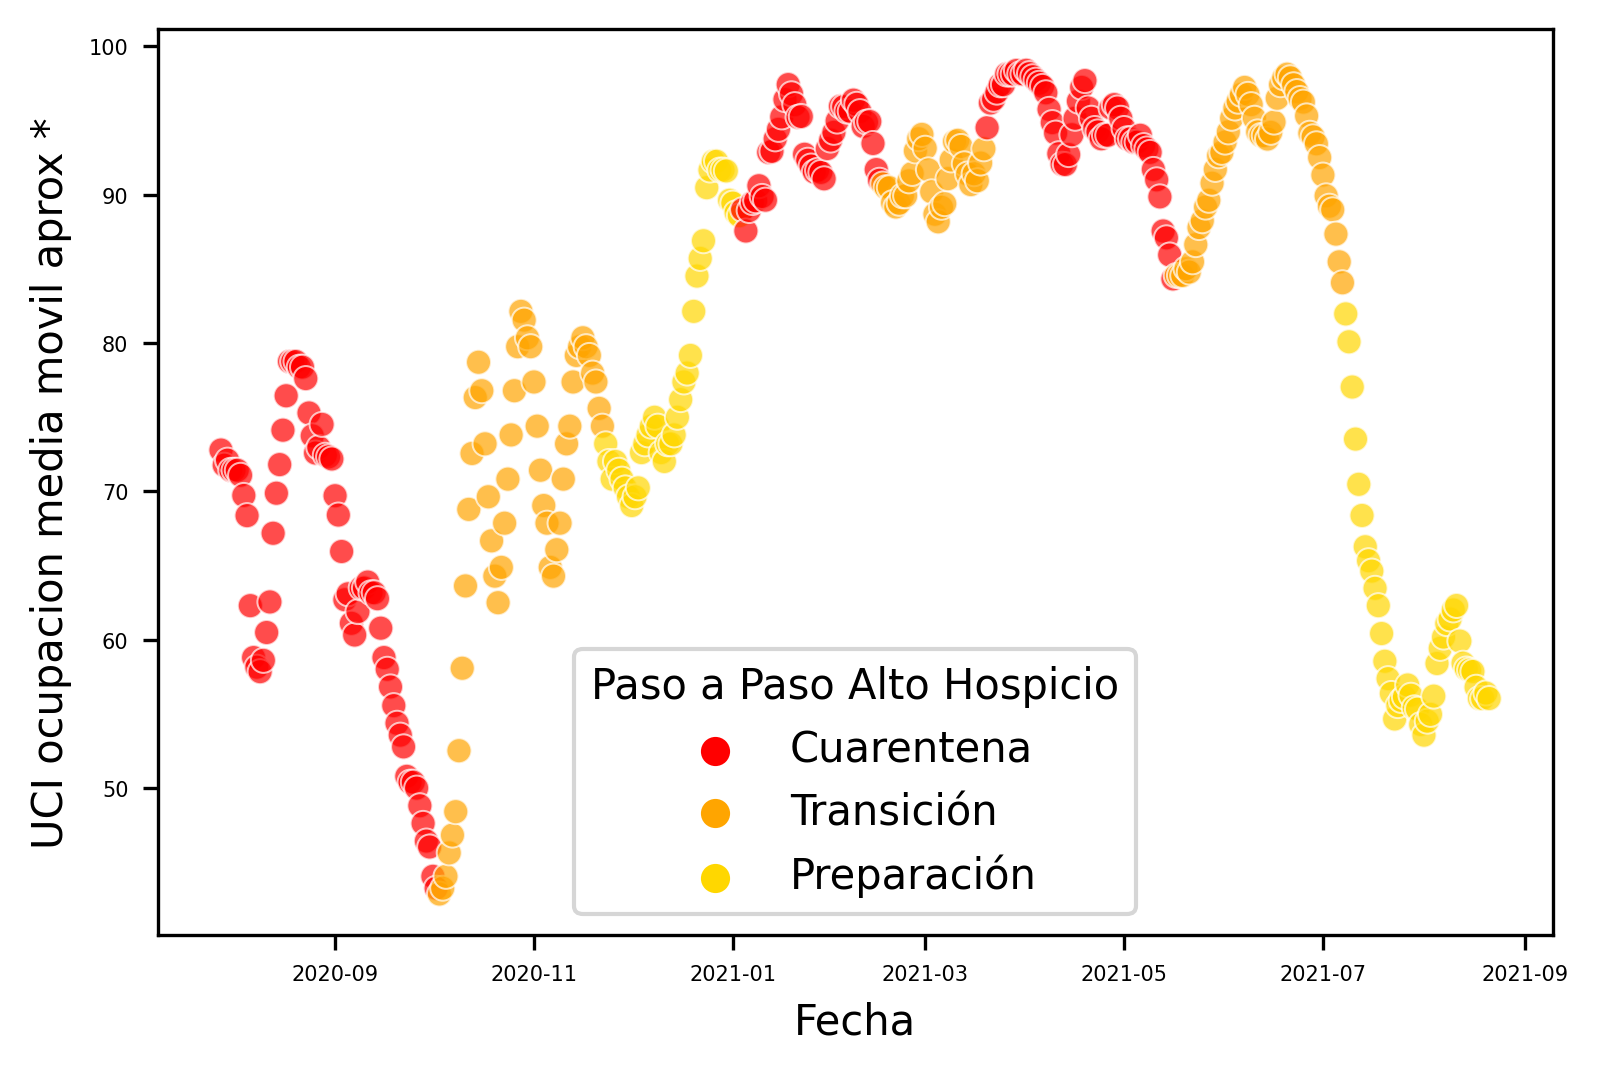 UCI ocupacion media movil aprox *
100
90
80
70
60
50
Paso a Paso Alto Hospicio
Cuarentena
Transición
Preparación
2020-09
2020-11
2021-01
2021-03
2021-05
2021-07
2021-09
Fecha